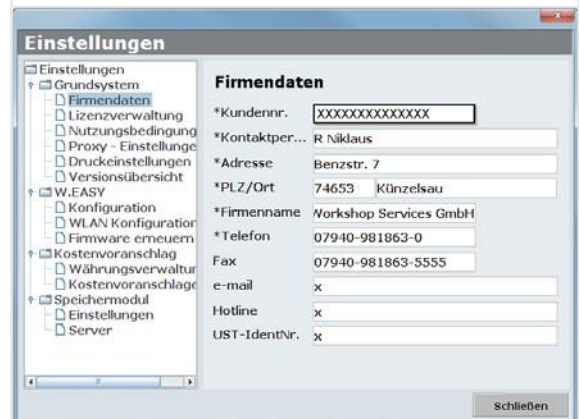 Einstellungen
Einstellungen
Grundsystem
Firmendaten
Lizenzverwaltung
Nutzungsbedingung
Proxy - Einstellunge
Druckeinstellungen
Versionsübersicht
W.EASY
Konfiguration
WLAN Konfiguration
Firmware erneuern
Kostenvoranschlag
Währungsverwaltur
Kostenvoranschlage
Speichermodul
Einstellungen
Server
Firmendaten
*Kundennr. XXXXXXXXXXXXXX
*Kontaktper... R Niklaus
*Adresse Benzstr. 7
*PLZ/Ort 74653 Künzelsau
*Firmenname Workshop Services GmbH
*Telefon 07940-981863-0
Fax 07940-981863-5555
e-mail x
Hotline x
UST-IdentNr. x
Schließen